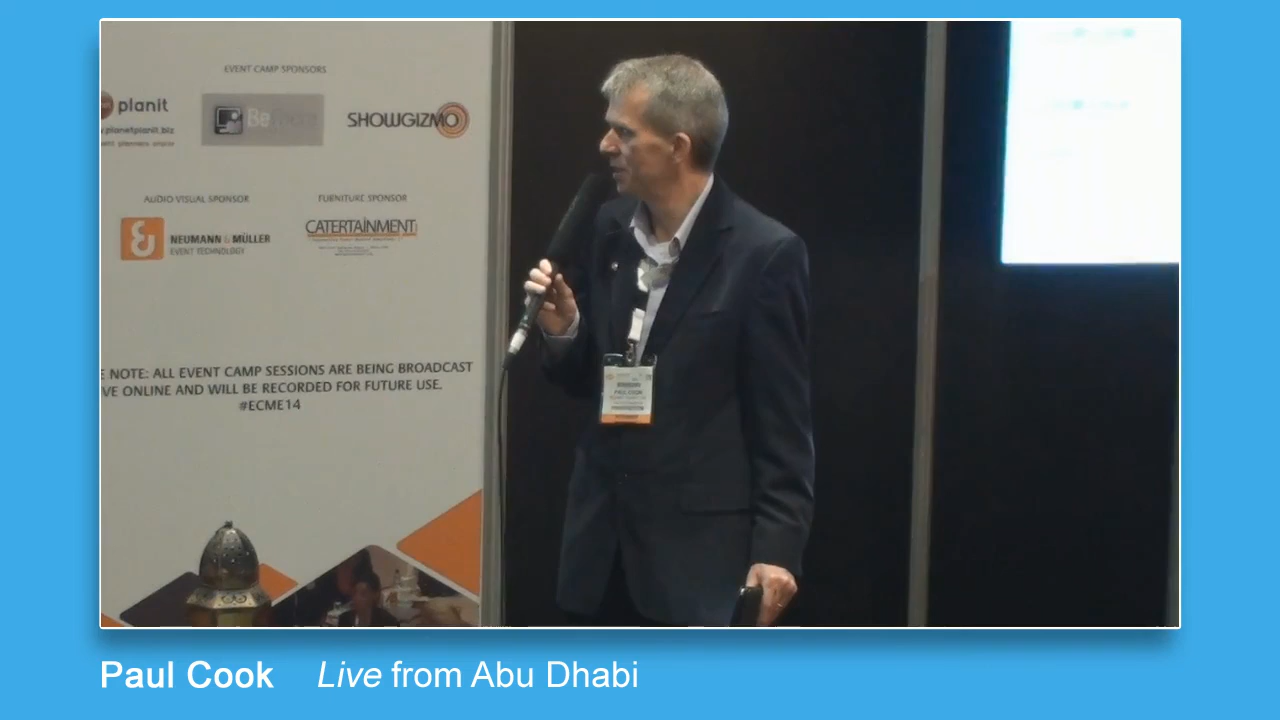 EVENT CAMP SPONSORS
planit
planetplanit.biz
SHOWGIZMO
AUDIO VISUAL SPONSOR
FURNITURE SPONSOR
NEUMANN & MÜLLER
EVENT TECHNOLOGY
CATERTAINMENT
E NOTE: ALL EVENT CAMP SESSIONS ARE BEING BROADCAST
VE ONLINE AND WILL BE RECORDED FOR FUTURE USE.
#ECME14
PAUL COOK
Paul Cook Live from Abu Dhabi